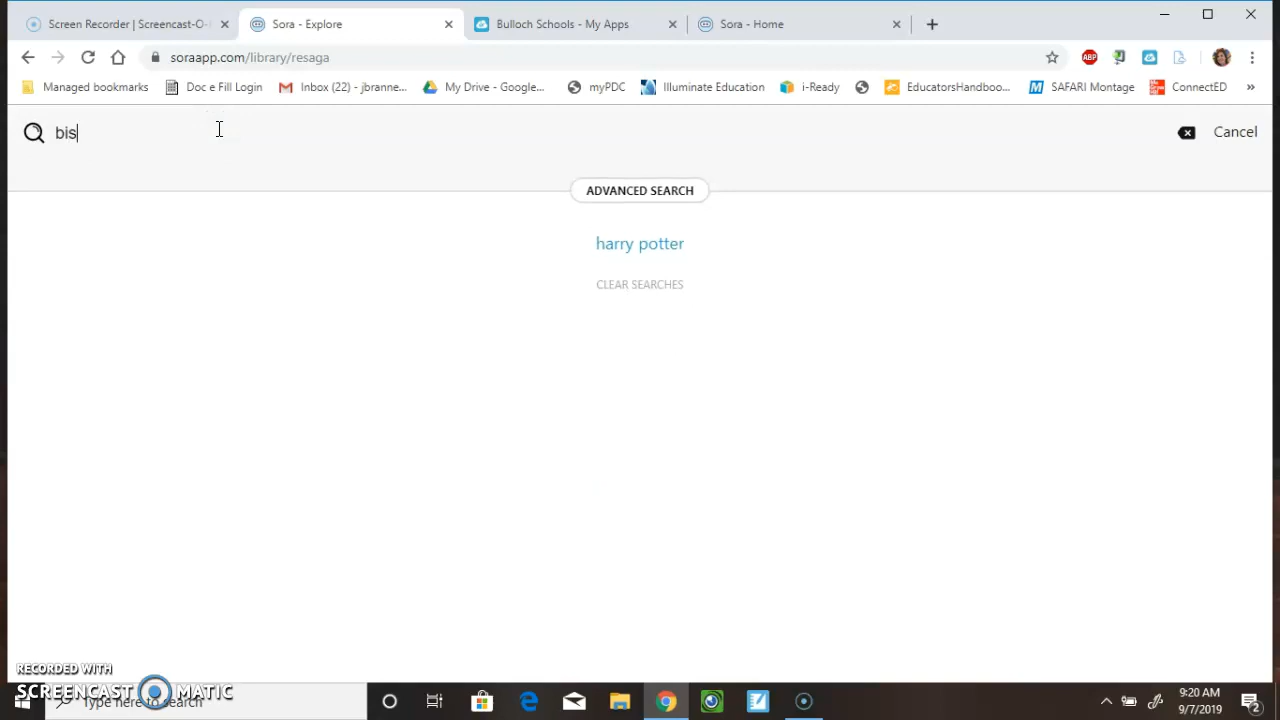 Screen Recorder | Screencast-O-
Sora - Explore
Bulloch Schools - My Apps
Sora - Home
soraapp.com/library/resaga
ABP
Managed bookmarks
Doc e Fill Login
Inbox (22) - jbranne...
My Drive - Google...
myPDC
Illuminate Education
i-Ready
EducatorsHandboo...
SAFARI Montage
ConnectED
»
bis
Cancel
ADVANCED SEARCH
harry potter
CLEAR SEARCHES
RECORDED WITH
SCREENCAST MATIC
Type here to search
9:20 AM
9/7/2019
2